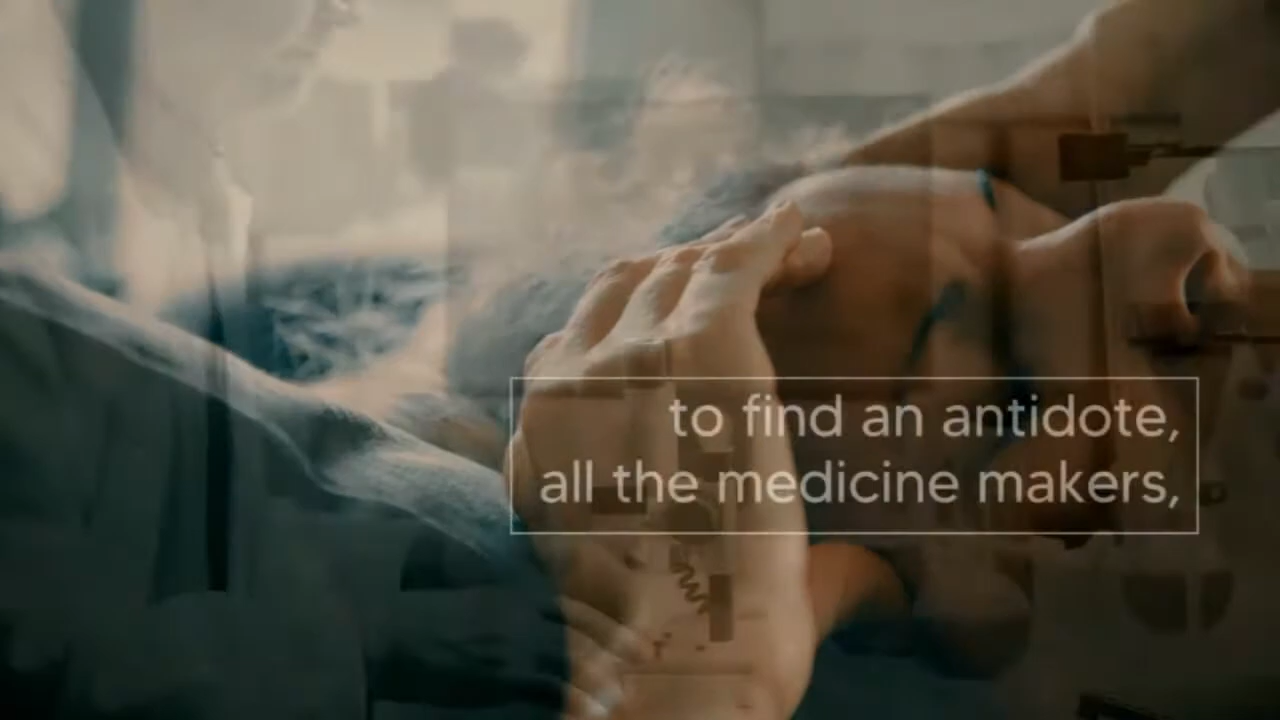 to find an antidote,
all the medicine makers,